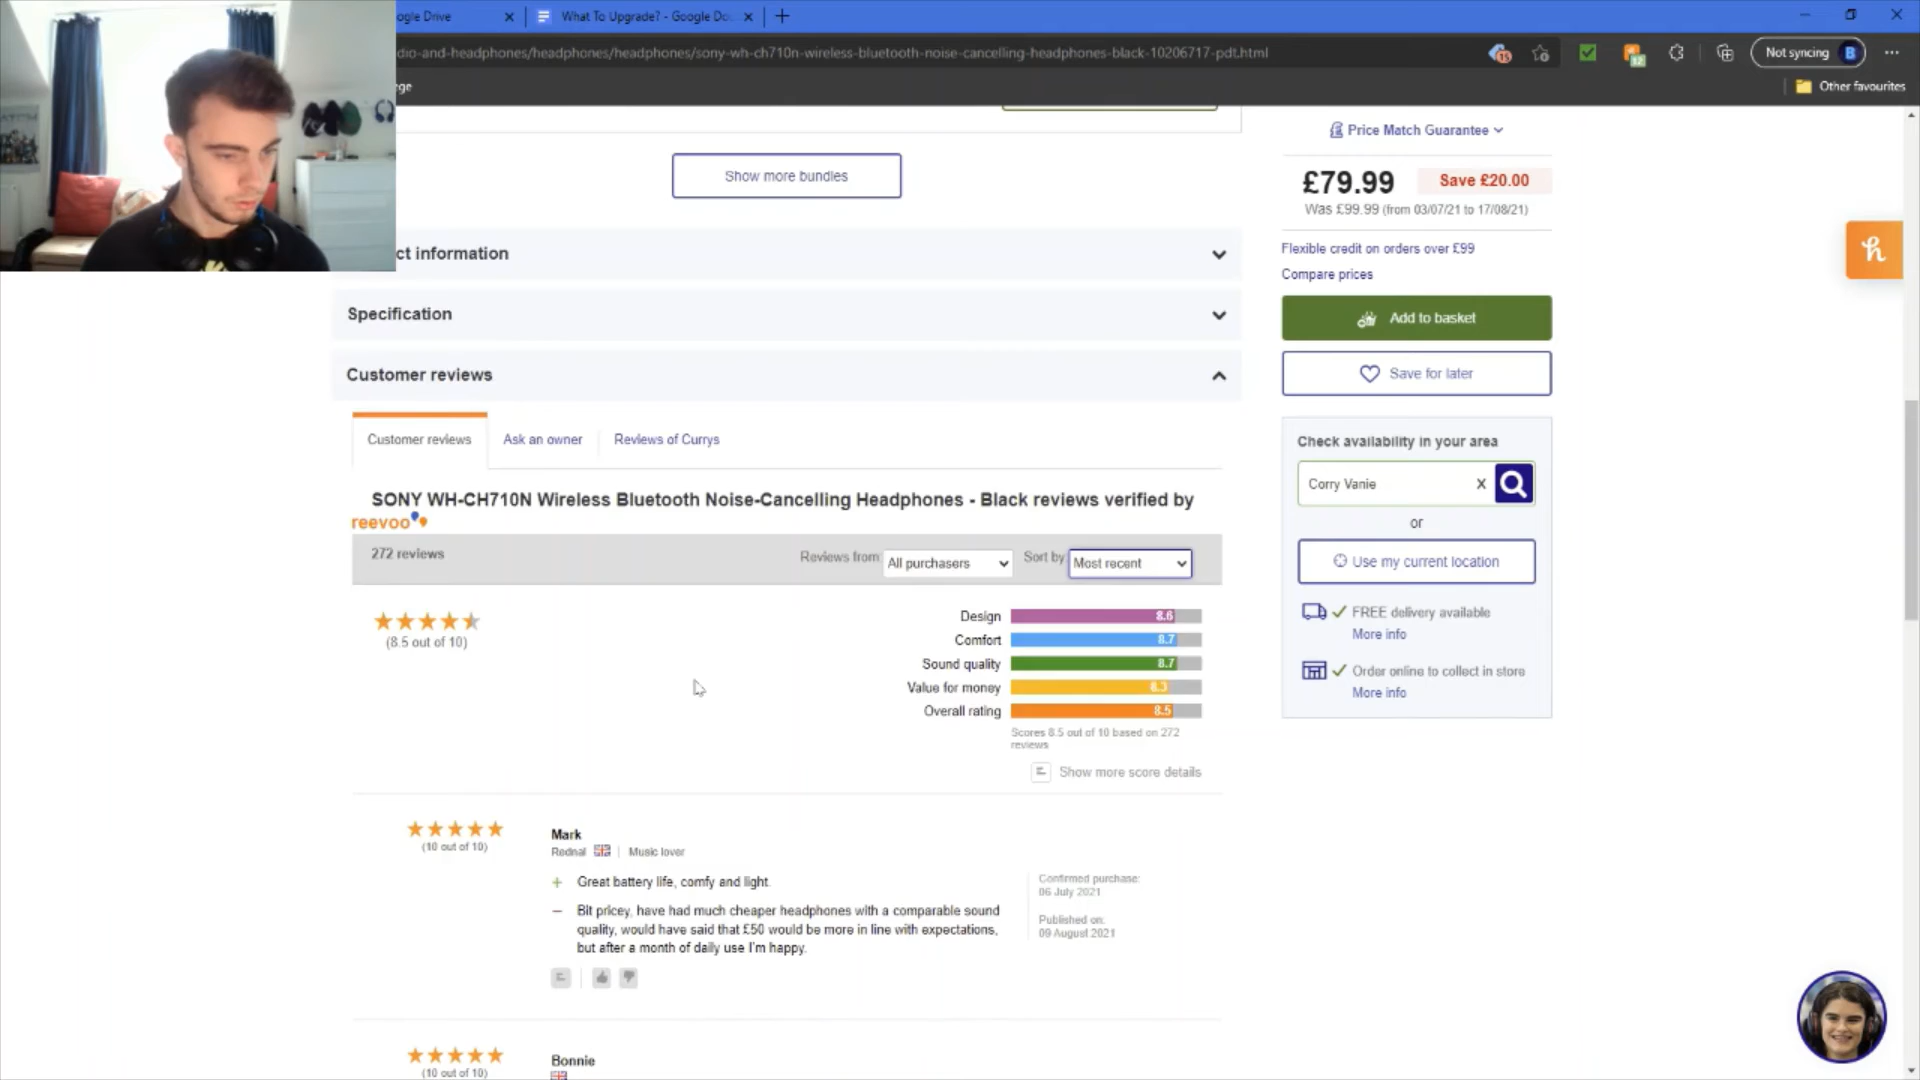 ogle Drive
What To Upgrade? - Google Do
dio-and-headphones/headphones/headphones/sony-wh-ch710n-wireless-bluetooth-noise-cancelling-headphones-black-10206717-pdt.html
15
12
Not syncing B
ge
Other favourites
Show more bundles
ct information
Specification
Customer reviews
Customer reviews
Ask an owner
Reviews of Currys
SONY WH-CH710N Wireless Bluetooth Noise-Cancelling Headphones - Black reviews verified by
reevoo
272 reviews
Reviews from: All purchasers
Sort by: Most recent
(8.5 out of 10)
Design 8.6
Comfort 8.7
Sound quality 8.7
Value for money 8.3
Overall rating 8.5
Scores 8.5 out of 10 based on 272
reviews
Show more score details
(10 out of 10)
Mark
Rednal | Music lover
+ Great battery life, comfy and light.
– Bit pricey, have had much cheaper headphones with a comparable sound
quality, would have said that £50 would be more in line with expectations,
but after a month of daily use I'm happy.
Confirmed purchase:
06 July 2021
Published on:
09 August 2021
(10 out of 10)
Bonnie
Price Match Guarantee
£79.99
Save £20.00
Was £99.99 (from 03/07/21 to 17/08/21)
Flexible credit on orders over £99
Compare prices
Add to basket
Save for later
Check availability in your area
Corry Vanie X
or
Use my current location
FREE delivery available
More info
Order online to collect in store
More info
h